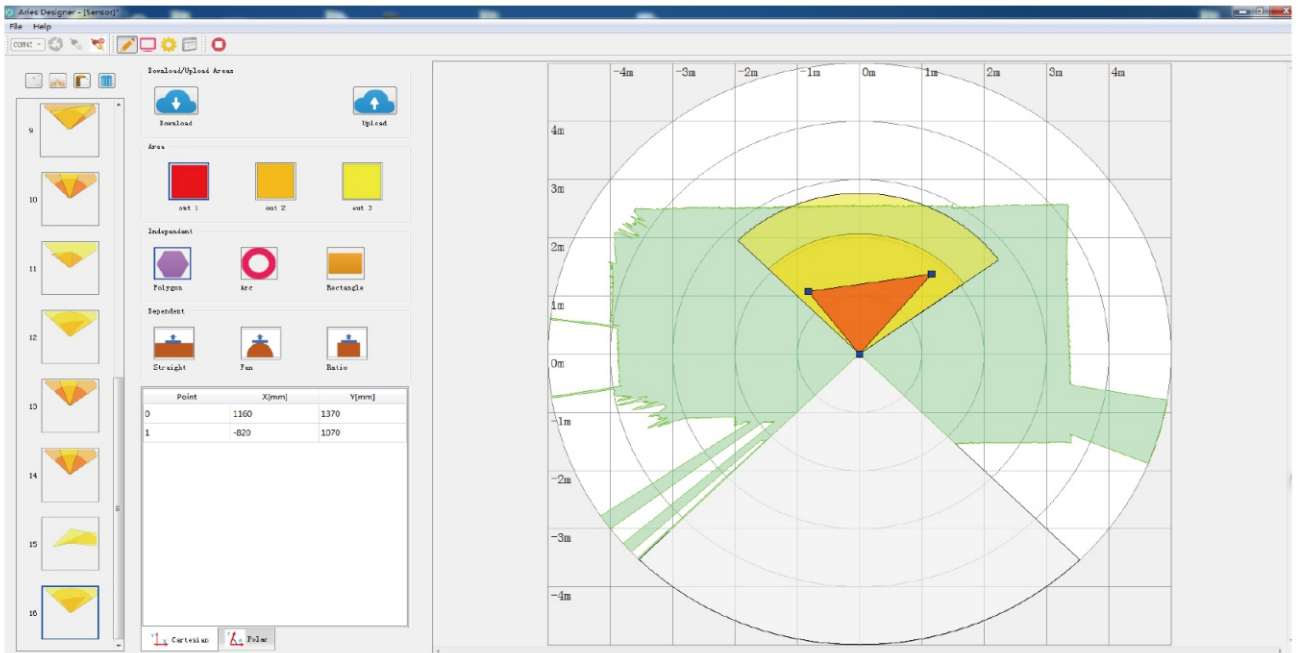 Aries Designer - [Sensor]*
File Help
Download/Upload Areas
Download Upload
Area
out 1 out 2 out 3
Independent
Polygon Arc Rectangle
Dependent
Straight Fan Ratio
Point X[mm] Y[mm]
0 1160 1370
1 -820 1070
Cartesian Polar
9
10
11
12
13
14
15
16
-4m -3m -2m -1m 0m 1m 2m 3m 4m
4m
3m
2m
1m
0m
-1m
-2m
-3m
-4m